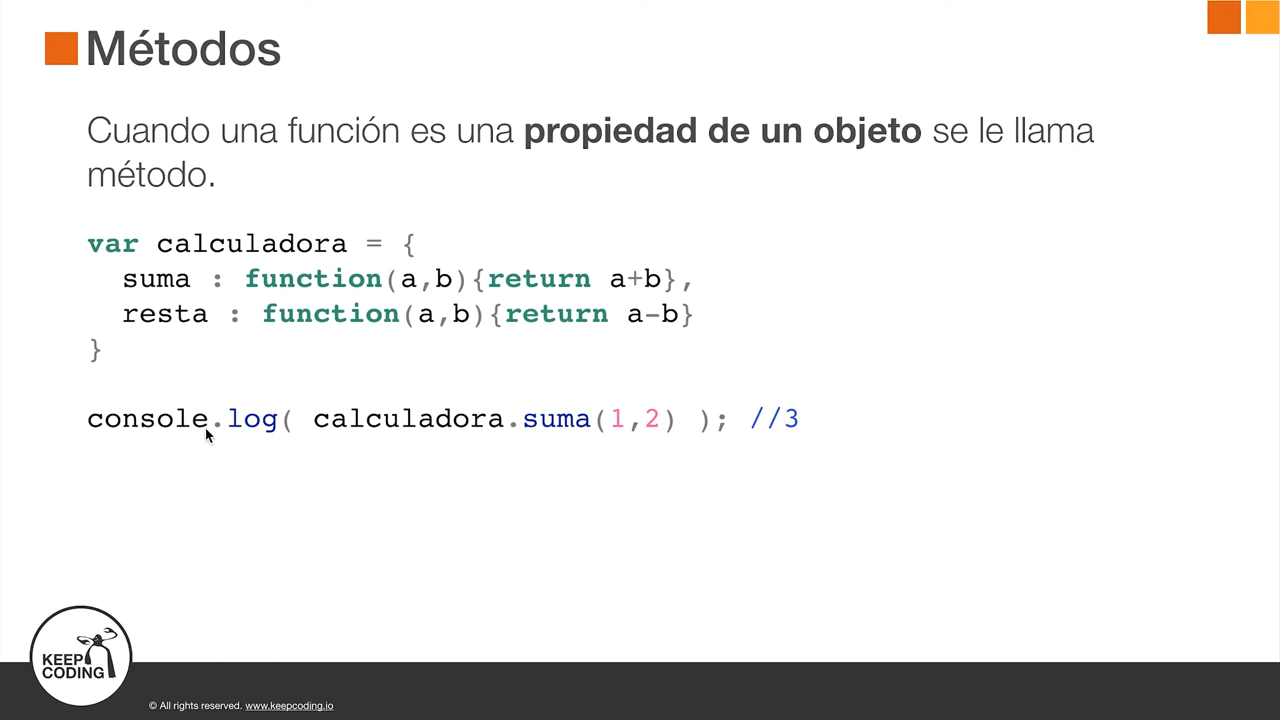 Métodos
Cuando una función es una propiedad de un objeto se le llama
método.
var calculadora = {
  suma : function(a,b){return a+b},
  resta : function(a,b){return a-b}
}
console.log( calculadora.suma(1,2) ); //3
KEEP
CODING
© All rights reserved. www.keepcoding.io